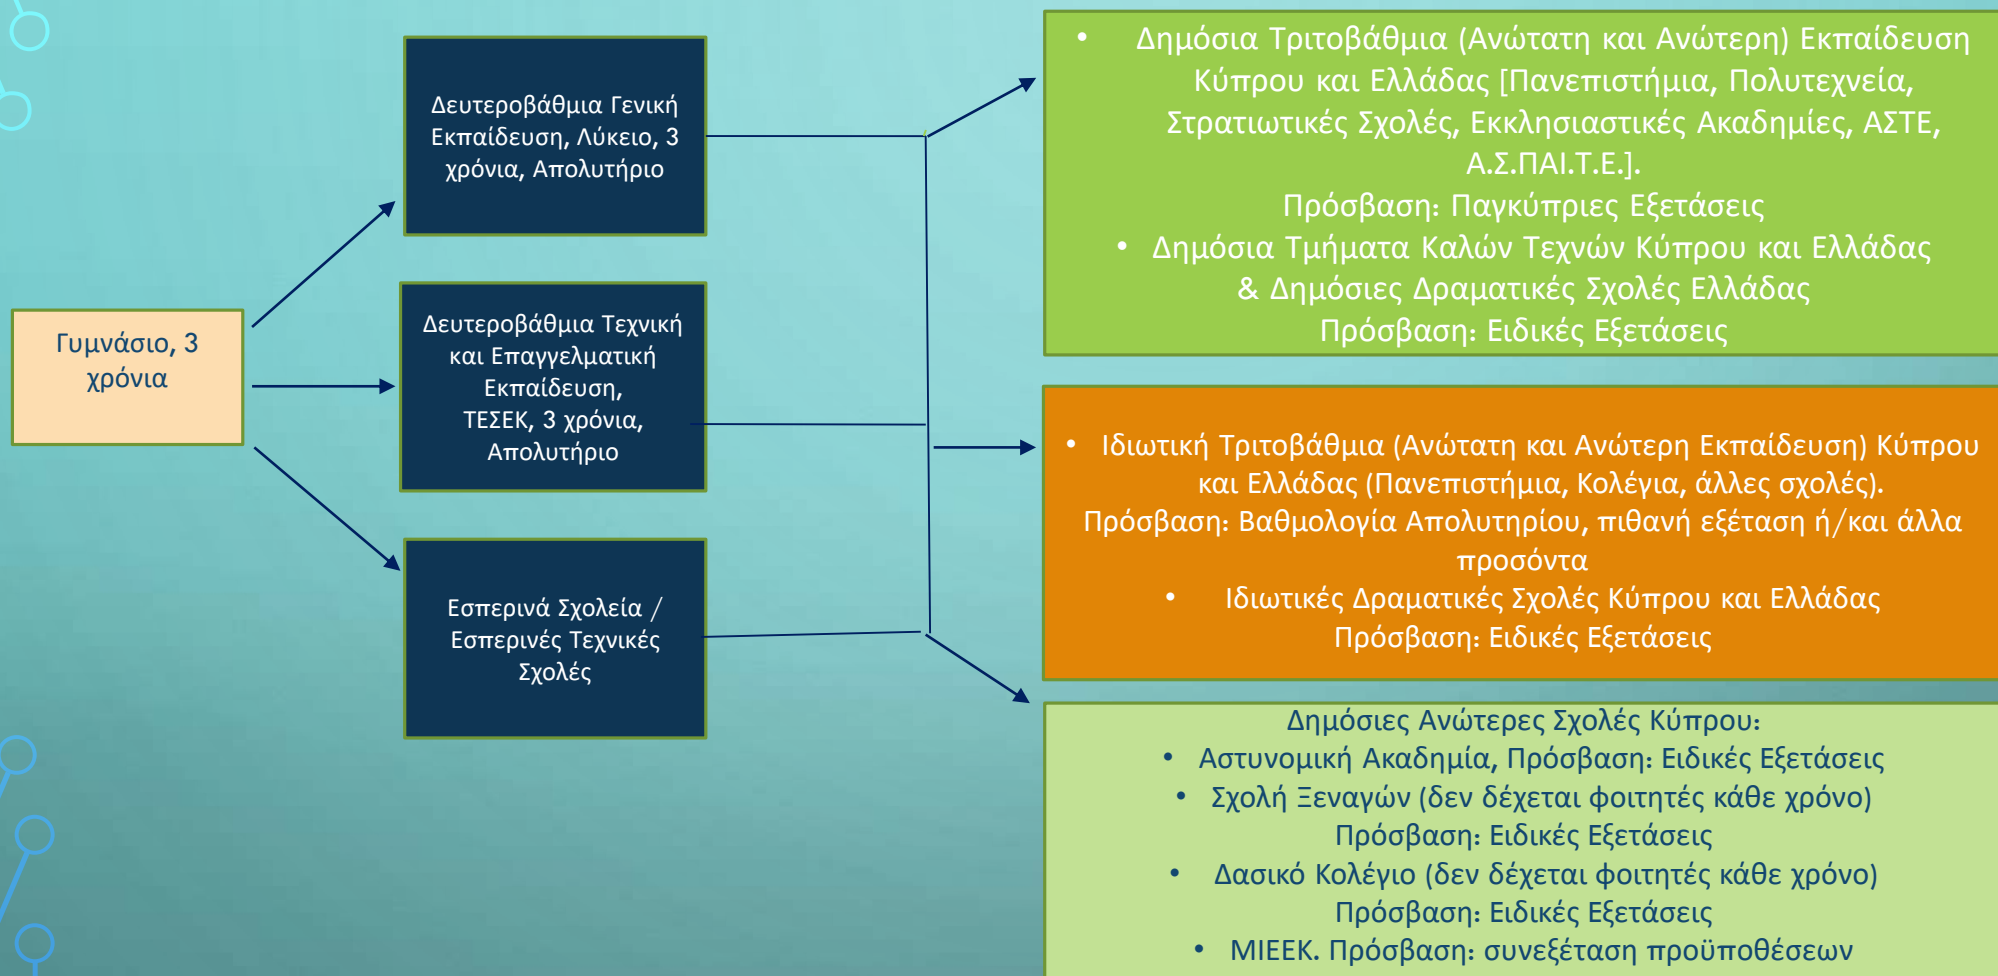 Γυμνάσιο, 3
χρόνια
Δευτεροβάθμια Γενική
Εκπαίδευση, Λύκειο, 3
χρόνια, Απολυτήριο
Δευτεροβάθμια Τεχνική
και Επαγγελματική
Εκπαίδευση,
ΤΕΣΕΚ, 3 χρόνια,
Απολυτήριο
Εσπερινά Σχολεία /
Εσπερινές Τεχνικές
Σχολές
• Δημόσια Τριτοβάθμια (Ανώτατη και Ανώτερη) Εκπαίδευση
Κύπρου και Ελλάδας [Πανεπιστήμια, Πολυτεχνεία,
Στρατιωτικές Σχολές, Εκκλησιαστικές Ακαδημίες, ΑΣΤΕ,
Α.Σ.ΠΑΙ.Τ.Ε.].
Πρόσβαση: Παγκύπριες Εξετάσεις
• Δημόσια Τμήματα Καλών Τεχνών Κύπρου και Ελλάδας
& Δημόσιες Δραματικές Σχολές Ελλάδας
Πρόσβαση: Ειδικές Εξετάσεις
• Ιδιωτική Τριτοβάθμια (Ανώτατη και Ανώτερη Εκπαίδευση) Κύπρου
και Ελλάδας (Πανεπιστήμια, Κολέγια, άλλες σχολές).
Πρόσβαση: Βαθμολογία Απολυτηρίου, πιθανή εξέταση ή/και άλλα
προσόντα
• Ιδιωτικές Δραματικές Σχολές Κύπρου και Ελλάδας
Πρόσβαση: Ειδικές Εξετάσεις
Δημόσιες Ανώτερες Σχολές Κύπρου:
• Αστυνομική Ακαδημία, Πρόσβαση: Ειδικές Εξετάσεις
• Σχολή Ξεναγών (δεν δέχεται φοιτητές κάθε χρόνο)
Πρόσβαση: Ειδικές Εξετάσεις
• Δασικό Κολέγιο (δεν δέχεται φοιτητές κάθε χρόνο)
Πρόσβαση: Ειδικές Εξετάσεις
• ΜΙΕΕΚ. Πρόσβαση: συνεξέταση προϋποθέσεων